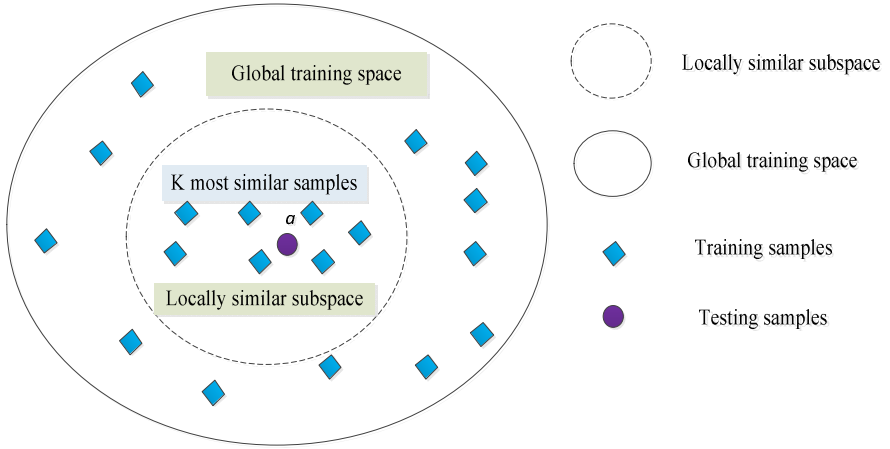 Global training space
K most similar samples
a
Locally similar subspace
Locally similar subspace
Global training space
Training samples
Testing samples